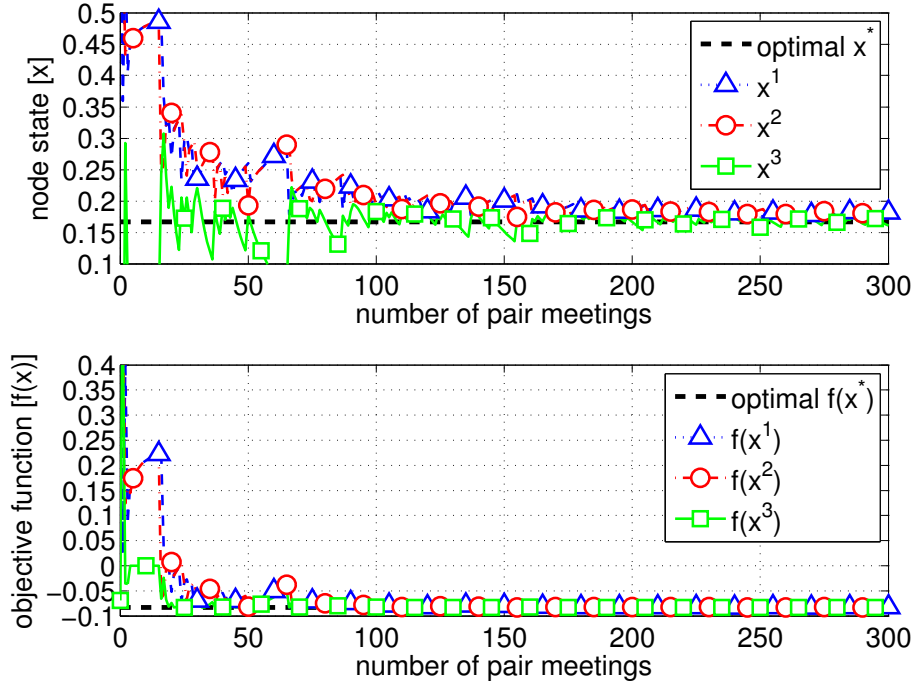 0.5
0.45
0.4
0.35
0.3
0.25
0.2
0.15
0.1
node state [x]
optimal x*
x¹
x²
x³
0 50 100 150 200 250 300
number of pair meetings
0.4
0.35
0.3
0.25
0.2
0.15
0.1
0.05
0
−0.05
−0.1
objective function [f(x)]
optimal f(x*)
f(x¹)
f(x²)
f(x³)
0 50 100 150 200 250 300
number of pair meetings